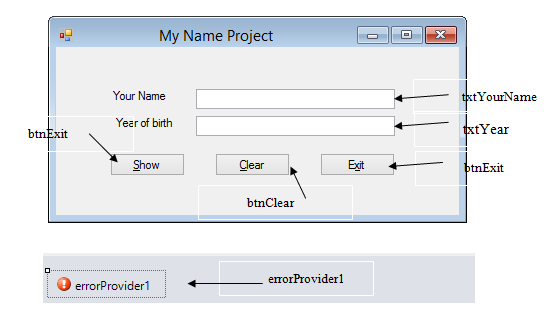 My Name Project
Your Name
txtYourName
Year of birth
txtYear
btnExit
Show
Clear
Exit
btnExit
btnClear
errorProvider1
errorProvider1